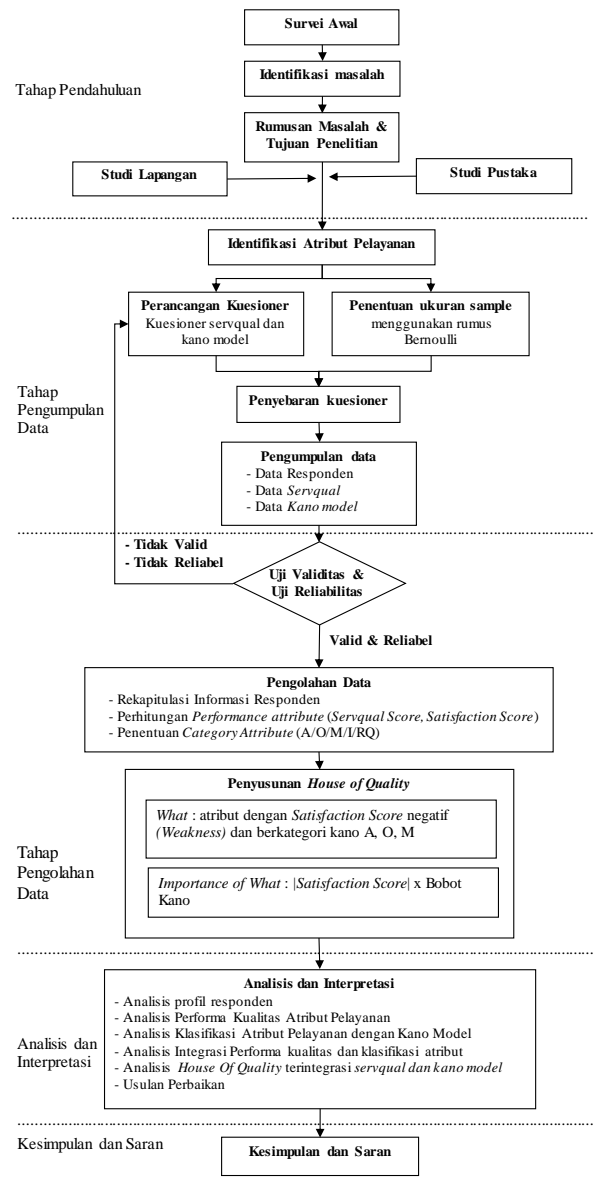 Survei Awal
Identifikasi masalah
Tahap Pendahuluan
Rumusan Masalah &
Tujuan Penelitian
Studi Lapangan
Studi Pustaka
Identifikasi Atribut Pelayanan
Perancangan Kuesioner
Kuesioner servqual dan
kano model
Penentuan ukuran sample
menggunakan rumus
Bernoulli
Tahap
Pengumpulan
Data
Penyebaran kuesioner
Pengumpulan data
- Data Responden
- Data Servqual
- Data Kano model
- Tidak Valid
- Tidak Reliabel
Uji Validitas &
Uji Reliabilitas
Valid & Reliabel
Pengolahan Data
- Rekapitulasi Informasi Responden
- Perhitungan Performance attribute (Servqual Score, Satisfaction Score)
- Penentuan Category Attribute (A/O/M/I/RQ)
Tahap
Pengolahan
Data
Penyusunan House of Quality
What : atribut dengan Satisfaction Score negatif
(Weakness) dan berkategori kano A, O, M
Importance of What : |Satisfaction Score| x Bobot
Kano
Analisis dan
Interpretasi
Analisis dan Interpretasi
- Analisis profil responden
- Analisis Performa Kualitas Atribut Pelayanan
- Analisis Klasifikasi Atribut Pelayanan dengan Kano Model
- Analisis Integrasi Performa kualitas dan klasifikasi atribut
- Analisis House Of Quality terintegrasi servqual dan kano model
- Usulan Perbaikan
Kesimpulan dan Saran
Kesimpulan dan Saran